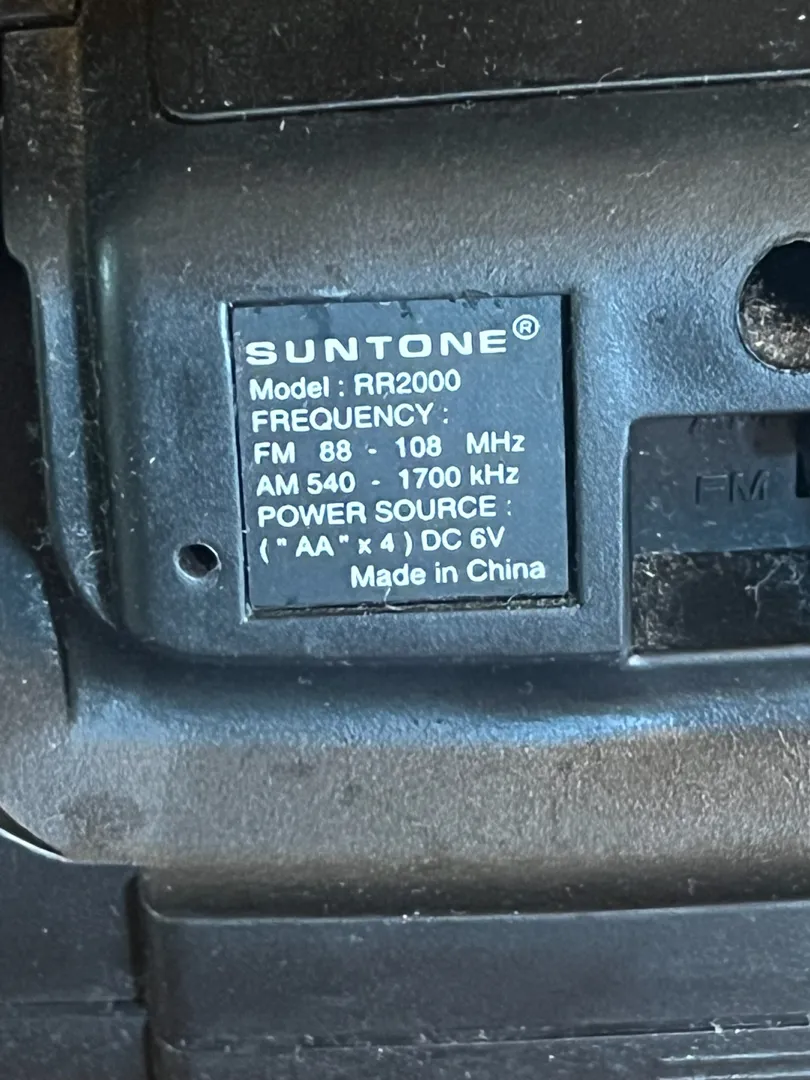 SUNTONE®
Model : RR2000
FREQUENCY :
FM 88 - 108 MHz
AM 540 - 1700 kHz
POWER SOURCE :
( "AA" x 4 ) DC 6V
Made in China
FM